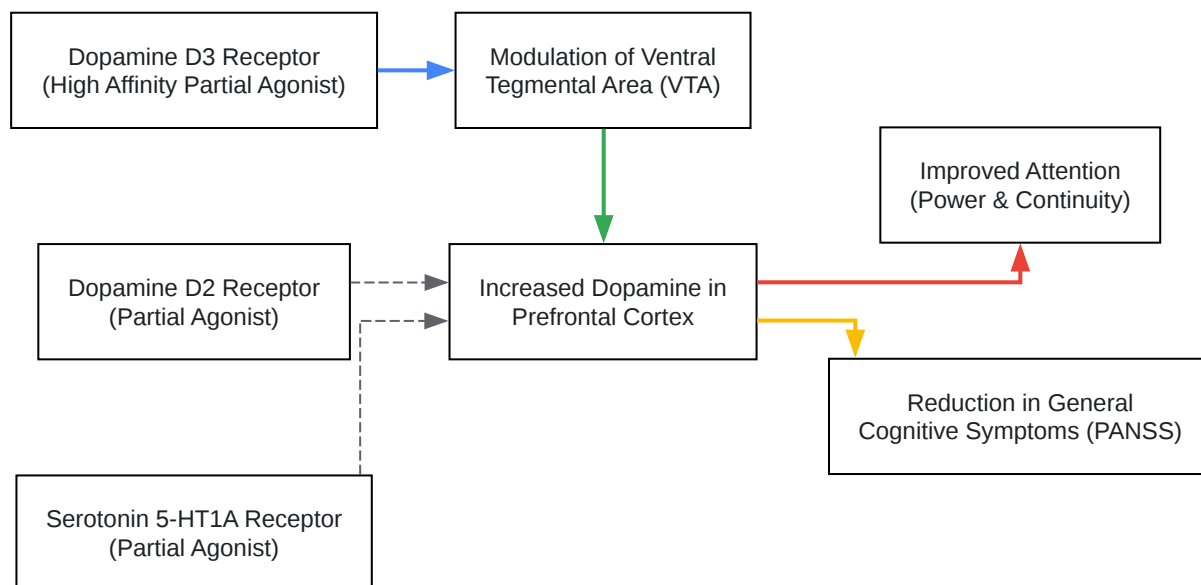 Dopamine D3 Receptor
(High Affinity Partial Agonist)
Modulation of Ventral
Tegmental Area (VTA)
Improved Attention
(Power & Continuity)
Dopamine D2 Receptor
(Partial Agonist)
Increased Dopamine in
Prefrontal Cortex
Reduction in General
Cognitive Symptoms (PANSS)
Serotonin 5-HT1A Receptor
(Partial Agonist)